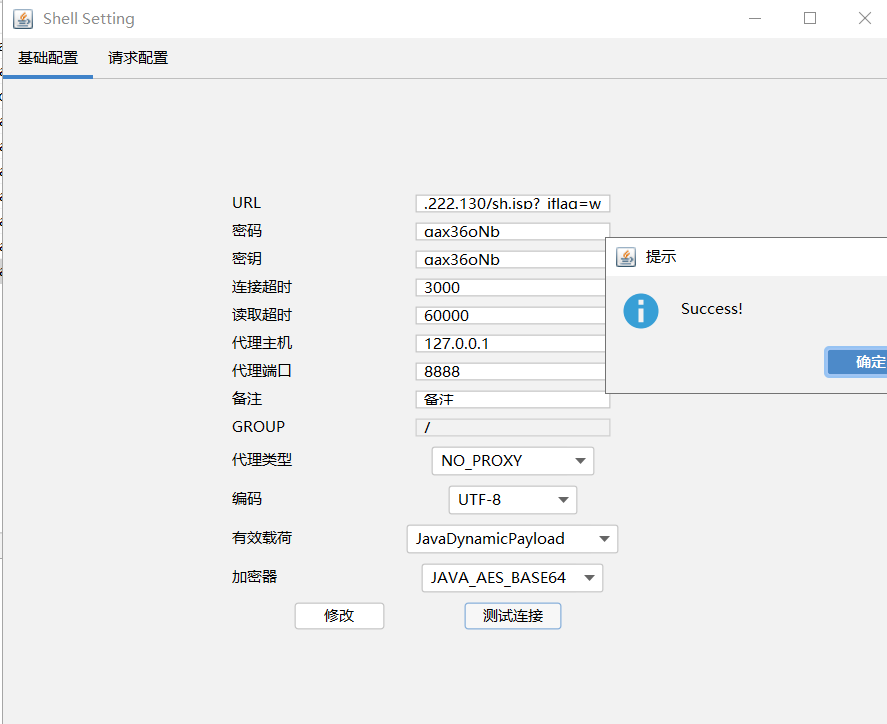 Shell Setting
基础配置 请求配置
URL .222.130/sh.jsp?_iflag=w
密码 gax36oNb
密钥 gax36oNb
连接超时 3000
读取超时 60000
代理主机 127.0.0.1
代理端口 8888
备注 备注
GROUP /
代理类型 NO_PROXY
编码 UTF-8
有效载荷 JavaDynamicPayload
加密器 JAVA_AES_BASE64
修改 测试连接
提示
Success!
确定